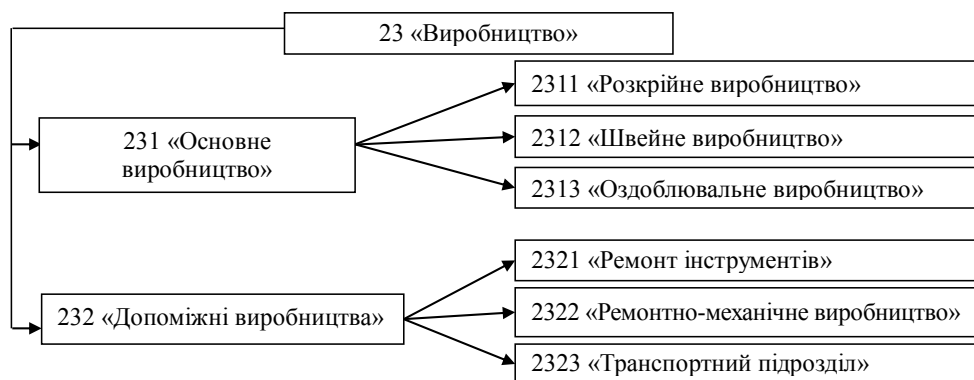 23 «Виробництво»
231 «Основне
виробництво»
2311 «Розкрійне виробництво»
2312 «Швейне виробництво»
2313 «Оздоблювальне виробництво»
232 «Допоміжні виробництва»
2321 «Ремонт інструментів»
2322 «Ремонтно-механічне виробництво»
2323 «Транспортний підрозділ»